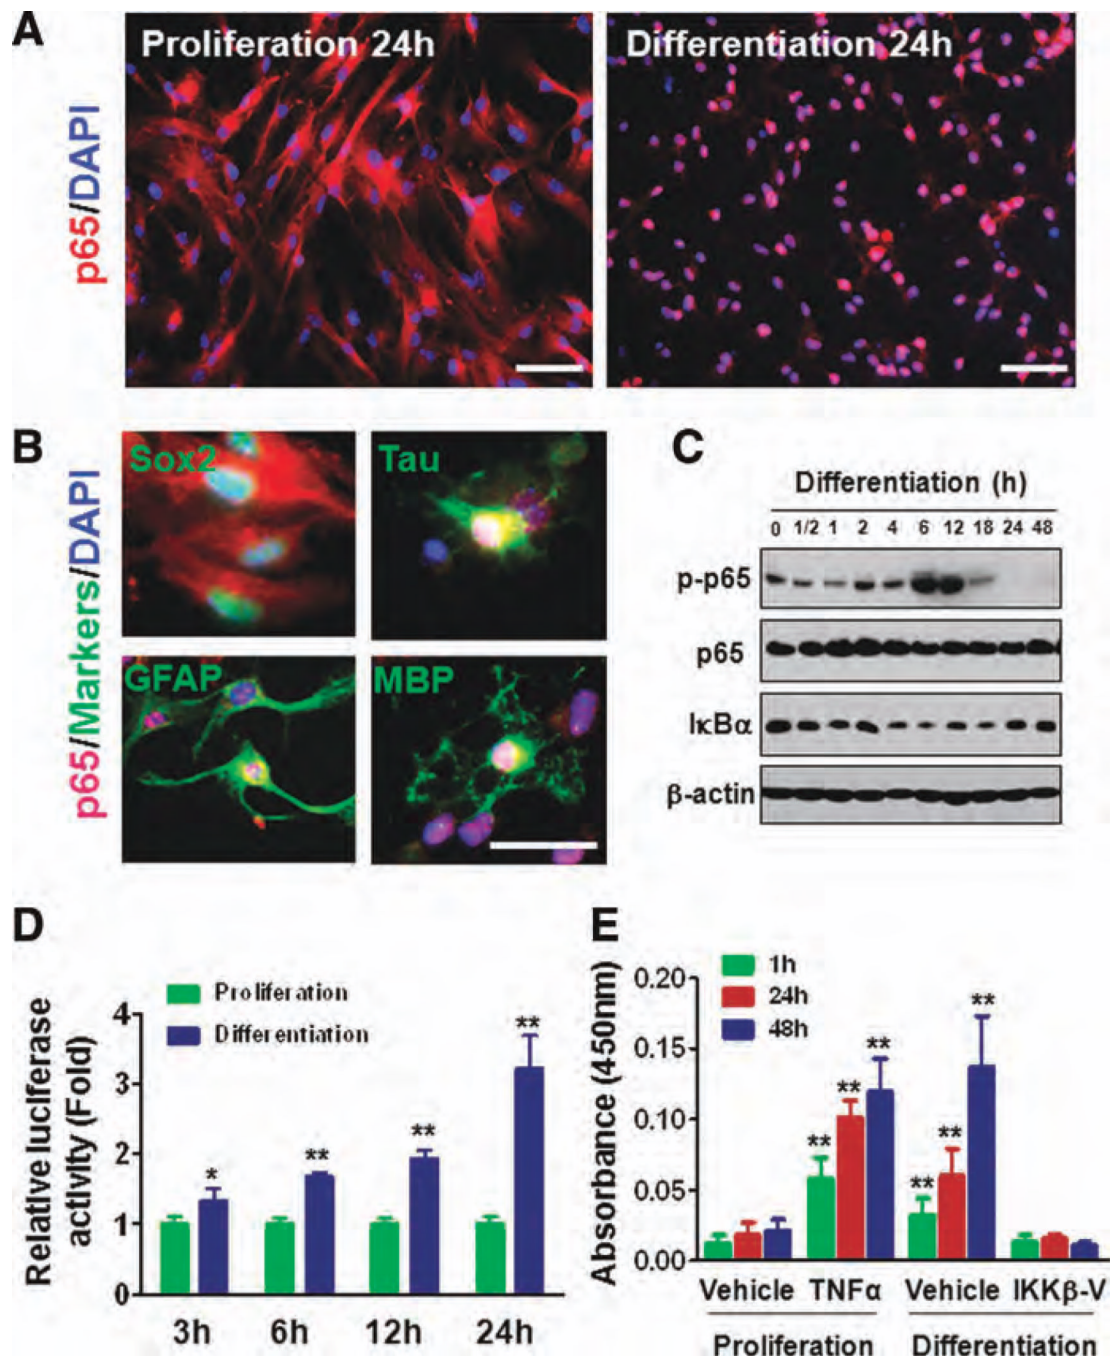 A
Proliferation 24h
Differentiation 24h
p65/DAPI
B
Sox2
Tau
GFAP
MBP
p65/Markers/DAPI
C
Differentiation (h)
0 1/2 1 2 4 6 12 18 24 48
p-p65
p65
IκBα
β-actin
D
Proliferation
Differentiation
Relative luciferase
activity (Fold)
4
3
2
1
0
* ** ** **
3h 6h 12h 24h
E
1h
24h
48h
Absorbance (450nm)
0.20
0.15
0.10
0.05
0.00
** ** ** ** ** **
Vehicle TNFα Vehicle IKKβ-V
Proliferation Differentiation